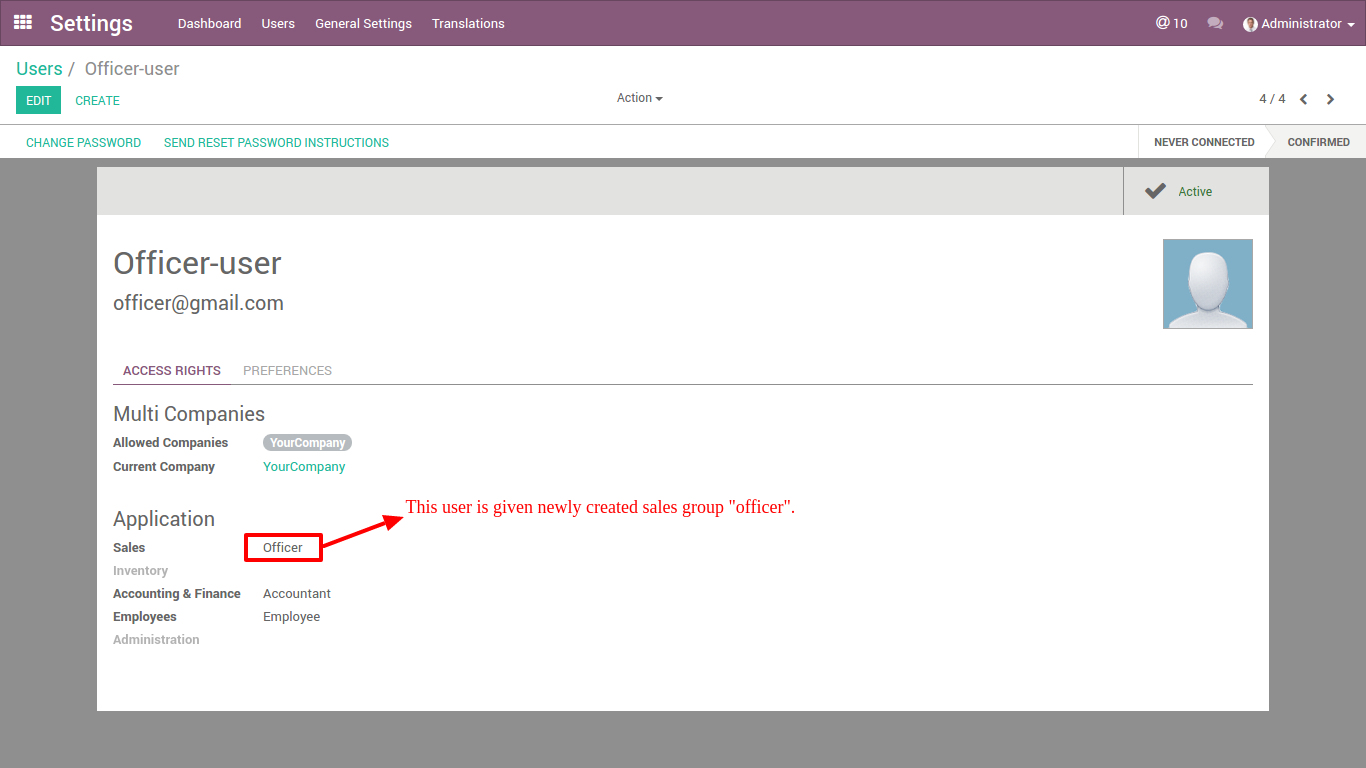 Settings Dashboard Users General Settings Translations @ 10 Administrator
Users / Officer-user
EDIT CREATE Action 4 / 4
CHANGE PASSWORD SEND RESET PASSWORD INSTRUCTIONS NEVER CONNECTED CONFIRMED
Active
Officer-user
officer@gmail.com
ACCESS RIGHTS PREFERENCES
Multi Companies
Allowed Companies YourCompany
Current Company YourCompany
This user is given newly created sales group "officer".
Application
Sales Officer
Inventory
Accounting & Finance Accountant
Employees Employee
Administration